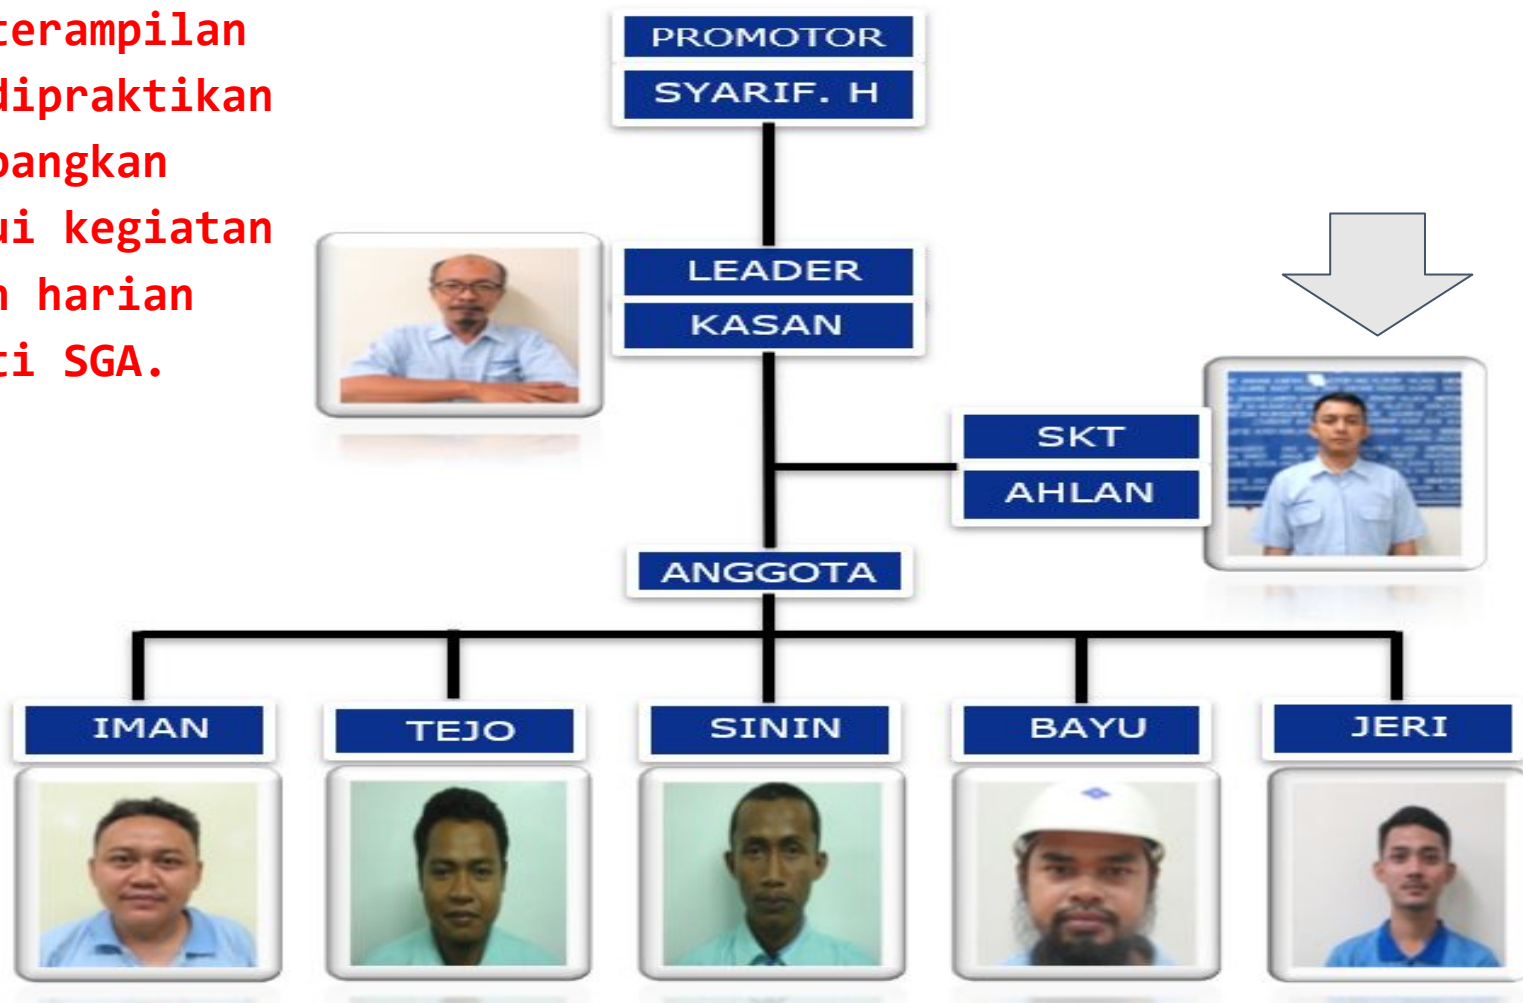 terampilan
dipraktikan
bangkan
ui kegiatan
harian
ti SGA.
PROMOTOR
SYARIF. H
LEADER
KASAN
SKT
AHLAN
ANGGOTA
IMAN
TEJO
SININ
BAYU
JERI